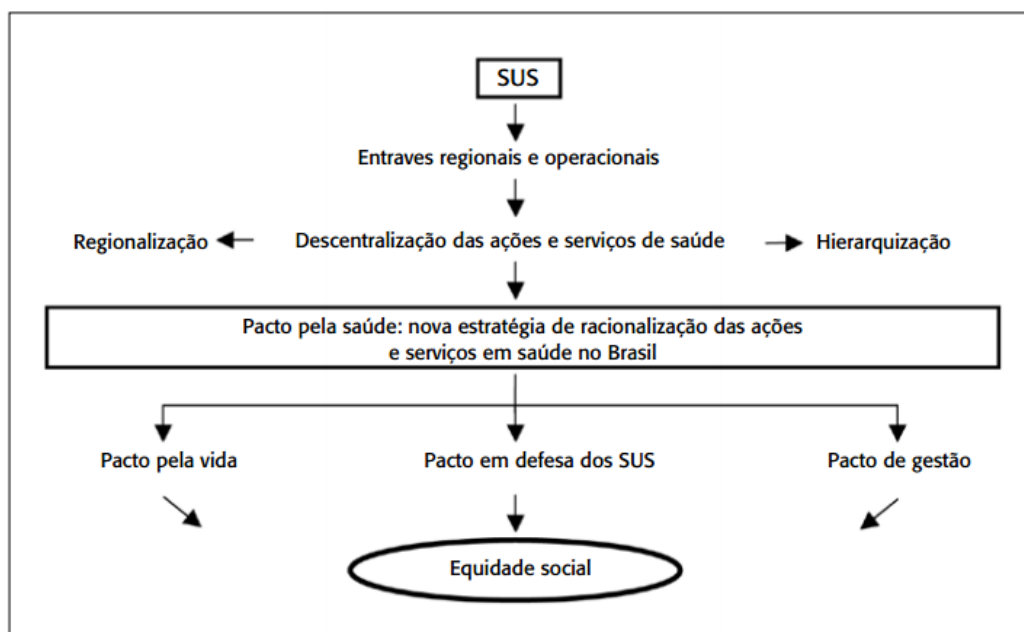 SUS
Entraves regionais e operacionais
Regionalização
Descentralização das ações e serviços de saúde
Hierarquização
Pacto pela saúde: nova estratégia de racionalização das ações
e serviços em saúde no Brasil
Pacto pela vida
Pacto em defesa dos SUS
Pacto de gestão
Equidade social